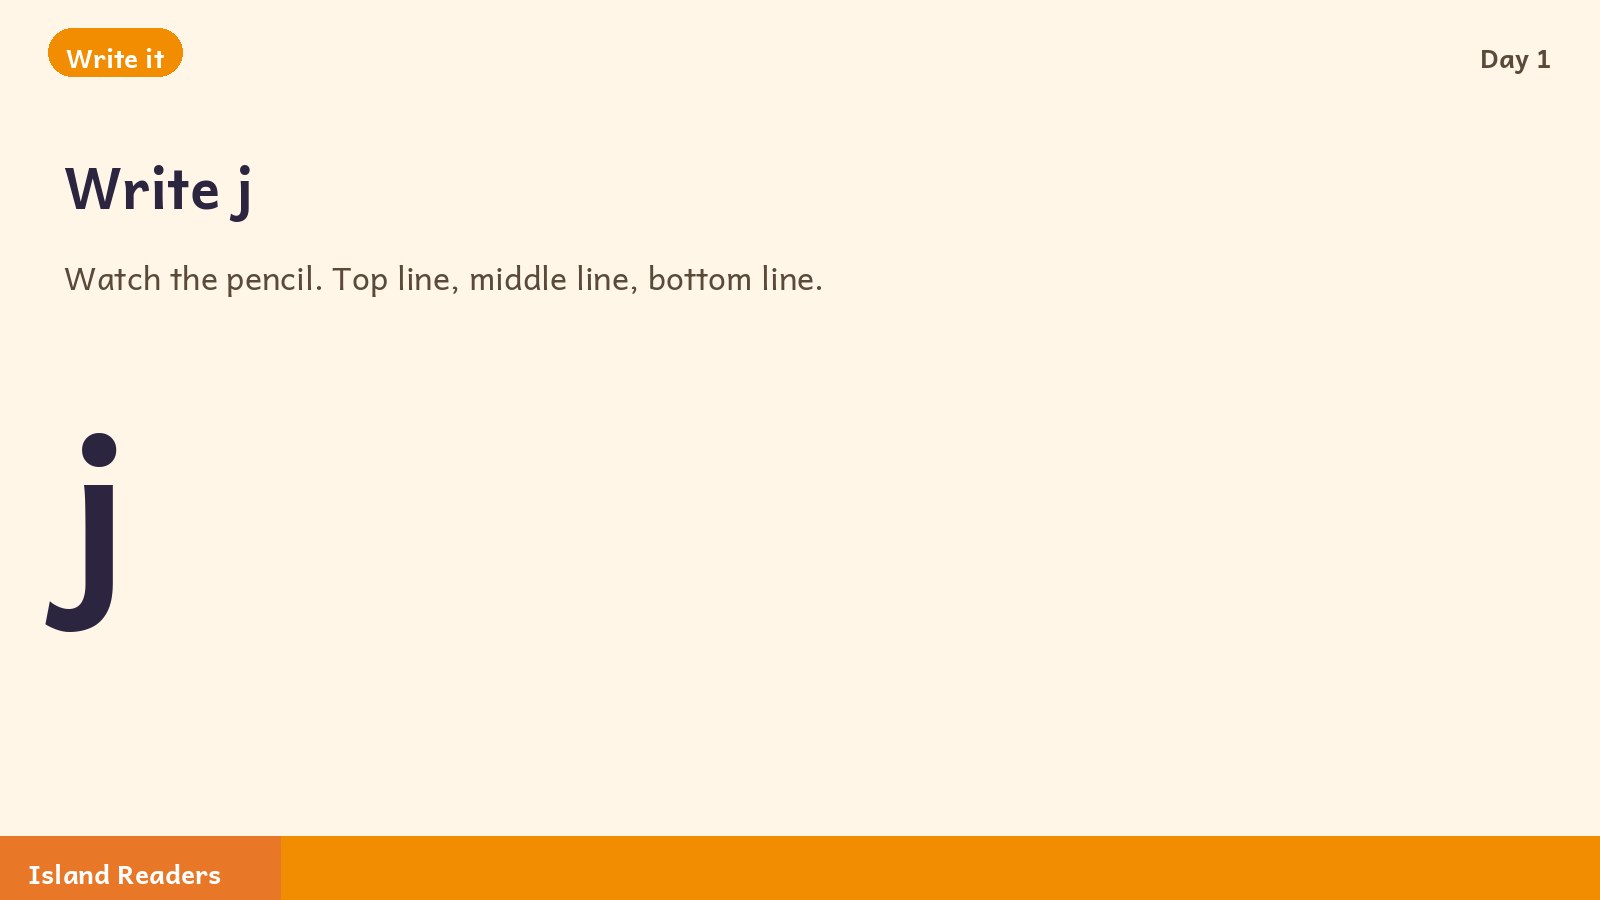 Write it
Day 1
Write j
Watch the pencil. Top line, middle line, bottom line.
j
Island Readers